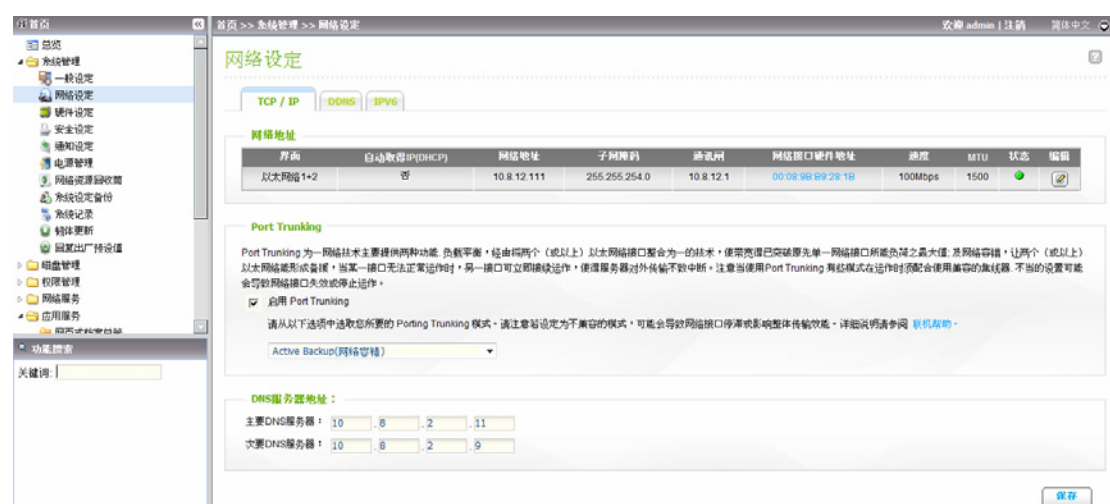 首页
首页 >> 系统管理 >> 网络设定
欢迎 admin | 注销
简体中文
总览
系统管理
一般设定
网络设定
硬件设定
安全设定
通知设定
电源管理
网络资源回收筒
系统设定备份
系统记录
韧体更新
回复出厂预设值
磁盘管理
权限管理
网络服务
应用服务
功能搜索
关键词:
网络设定
TCP / IP
DDNS
IPV6
网络地址
界面 自动取得IP(DHCP) 网络地址 子网掩码 通讯闸 网络接口硬件地址 速度 MTU 状态 编辑
以太网络1+2 否 10.8.12.111 255.255.254.0 10.8.12.1 00:08:9B:B9:28:1B 100Mbps 1500
Port Trunking
Port Trunking 为一网络技术主要提供两种功能. 负载平衡，经由将两个（或以上）以太网络接口整合为一的技术，使带宽得已突破原先单一网络接口所能负荷之最大值; 及网络容错，让两个（或以上）
以太网络能形成备援，当某一接口无法正常运作时，另一接口可立即接续运作，使得服务器对外传输不致中断。注意当使用Port Trunking 有些模式在运作时须配合使用兼容的集线器. 不当的设置可能
会导致网络接口失效或停止运作。
启用 Port Trunking
请从以下选项中选取您所要的 Porting Trunking 模式。请注意若设定为不兼容的模式，可能会导致网络接口停滞或影响整体传输效能。详细说明请参阅 联机帮助。
Active Backup(网络容错)
DNS服务器地址：
主要DNS服务器： 10 . 8 . 2 . 11
次要DNS服务器： 10 . 8 . 2 . 9
保存